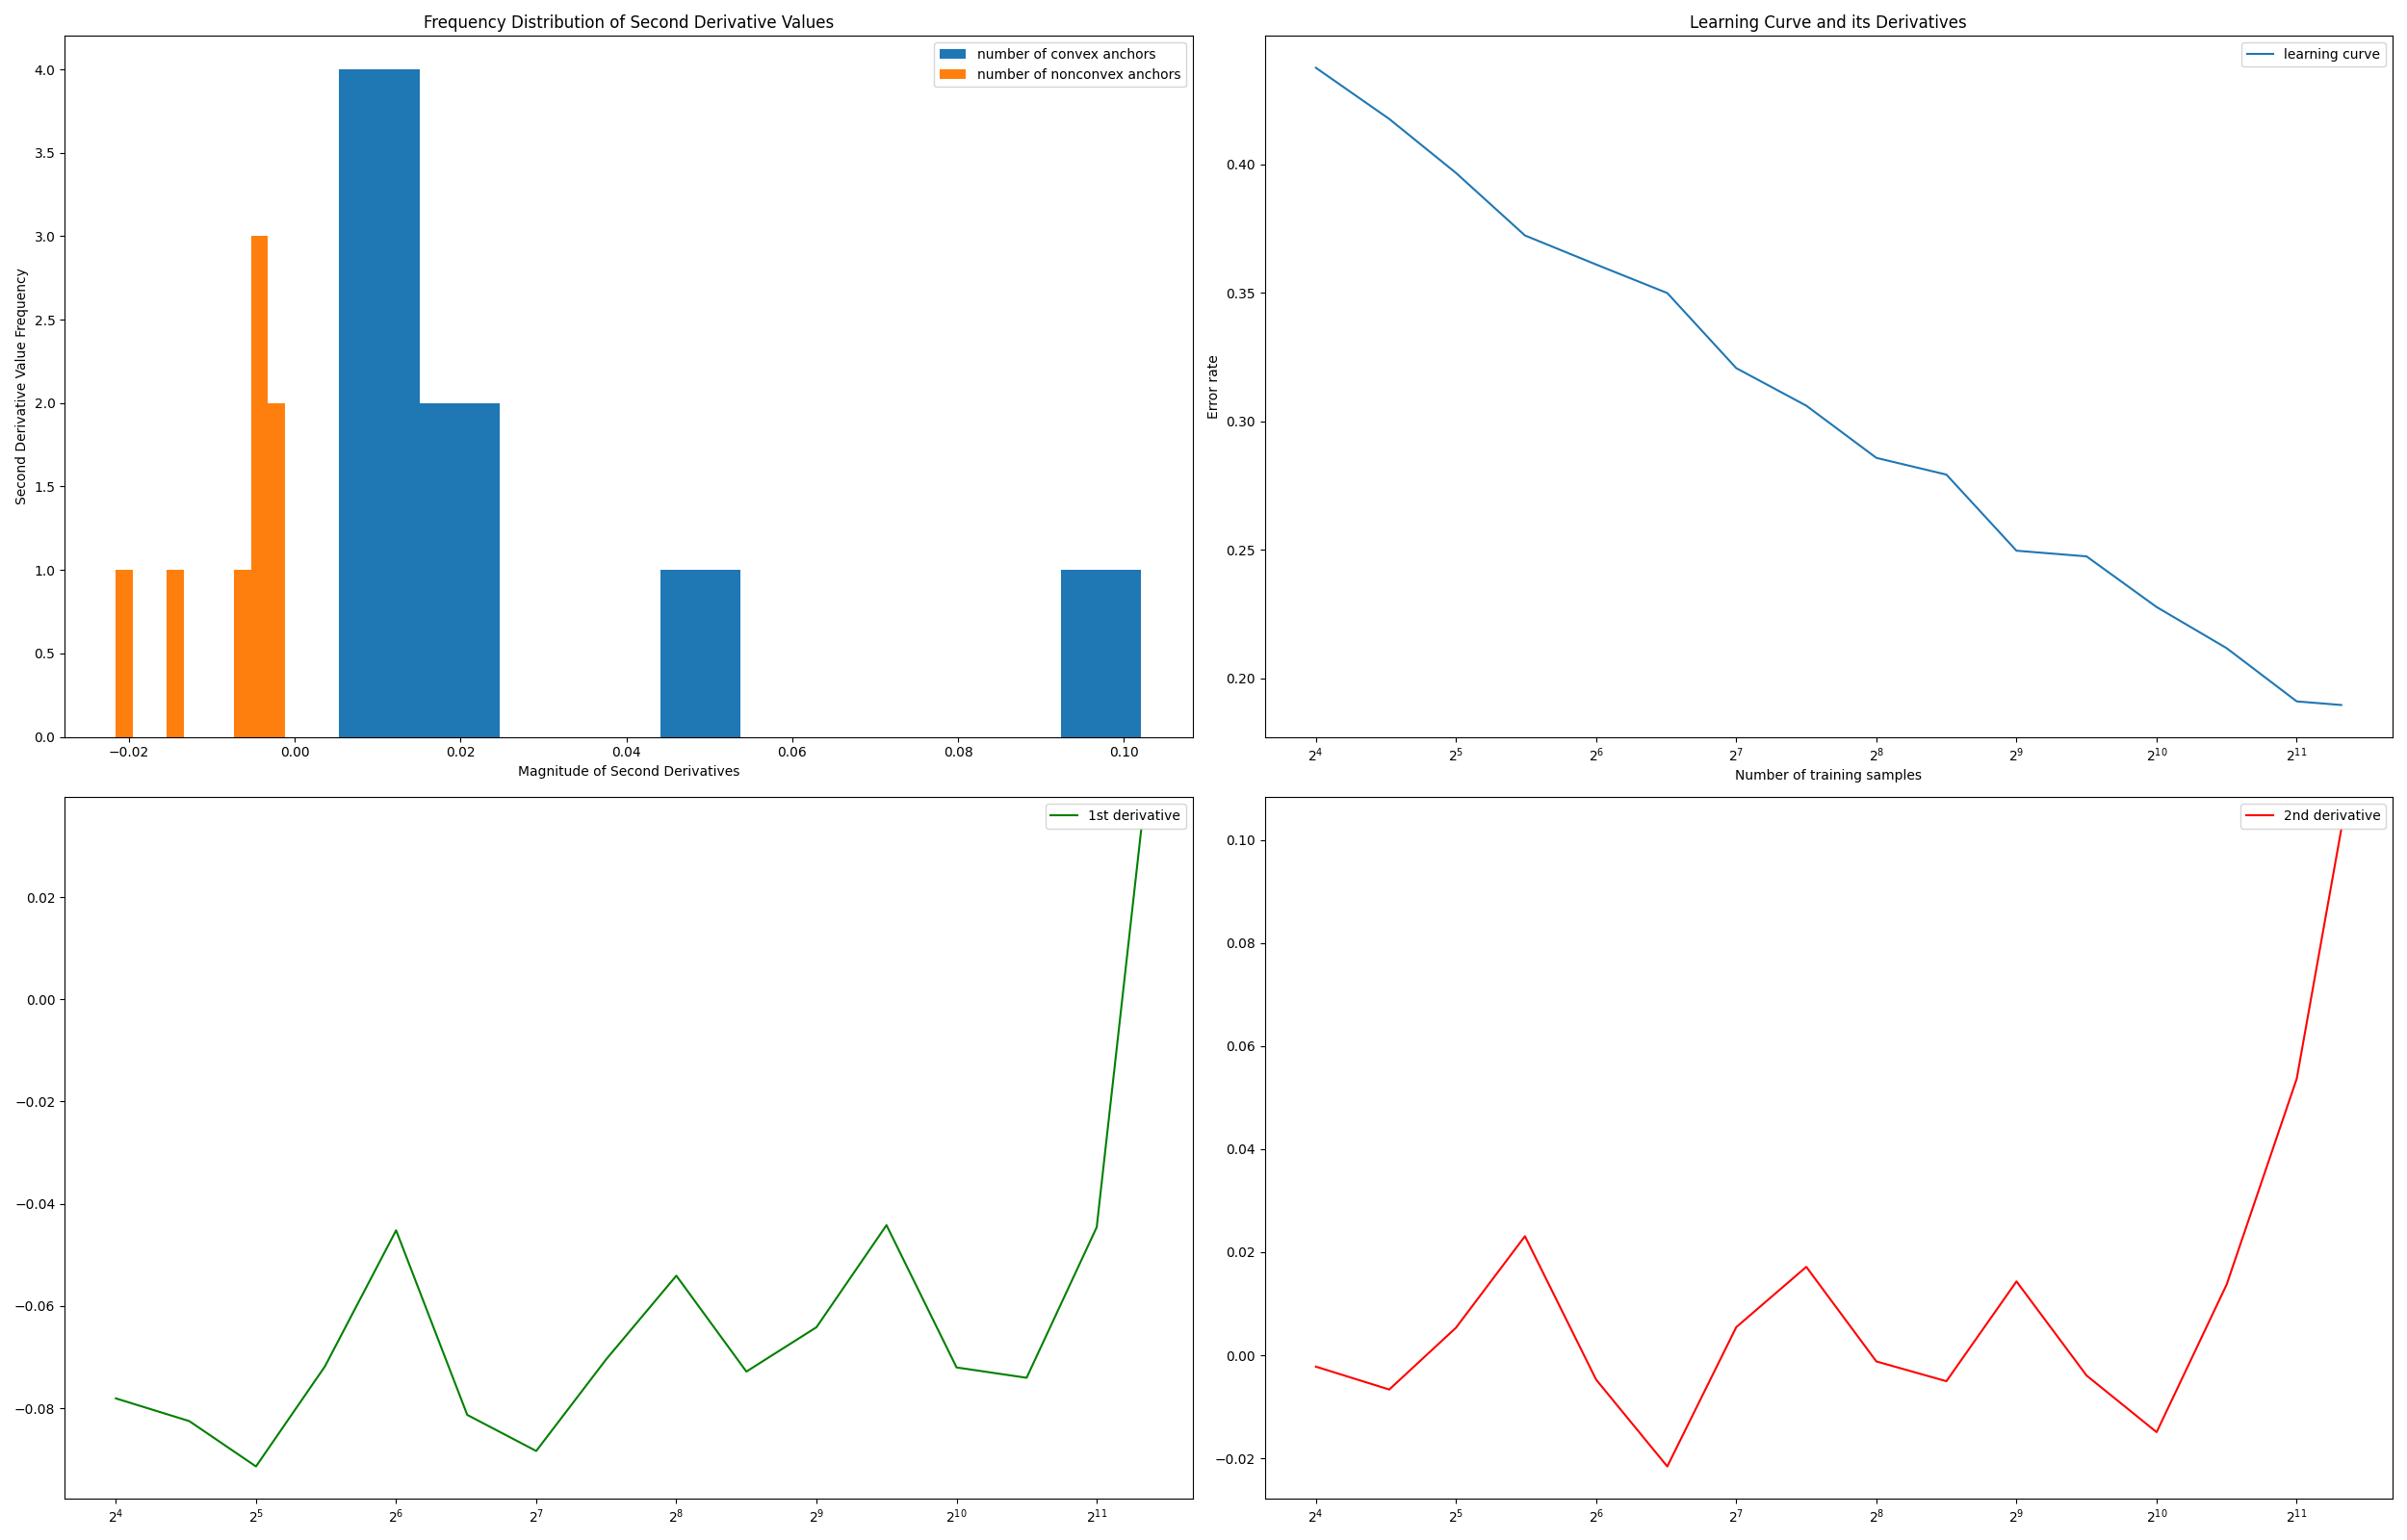 Frequency Distribution of Second Derivative Values
number of convex anchors
number of nonconvex anchors
4.0
3.5
3.0
2.5
2.0
1.5
1.0
0.5
0.0
Second Derivative Value Frequency
−0.02 0.00 0.02 0.04 0.06 0.08 0.10
Magnitude of Second Derivatives
Learning Curve and its Derivatives
learning curve
0.40
0.35
0.30
0.25
0.20
Error rate
2⁴ 2⁵ 2⁶ 2⁷ 2⁸ 2⁹ 2¹⁰ 2¹¹
Number of training samples
1st derivative
0.02
0.00
−0.02
−0.04
−0.06
−0.08
2⁴ 2⁵ 2⁶ 2⁷ 2⁸ 2⁹ 2¹⁰ 2¹¹
2nd derivative
0.10
0.08
0.06
0.04
0.02
0.00
−0.02
2⁴ 2⁵ 2⁶ 2⁷ 2⁸ 2⁹ 2¹⁰ 2¹¹